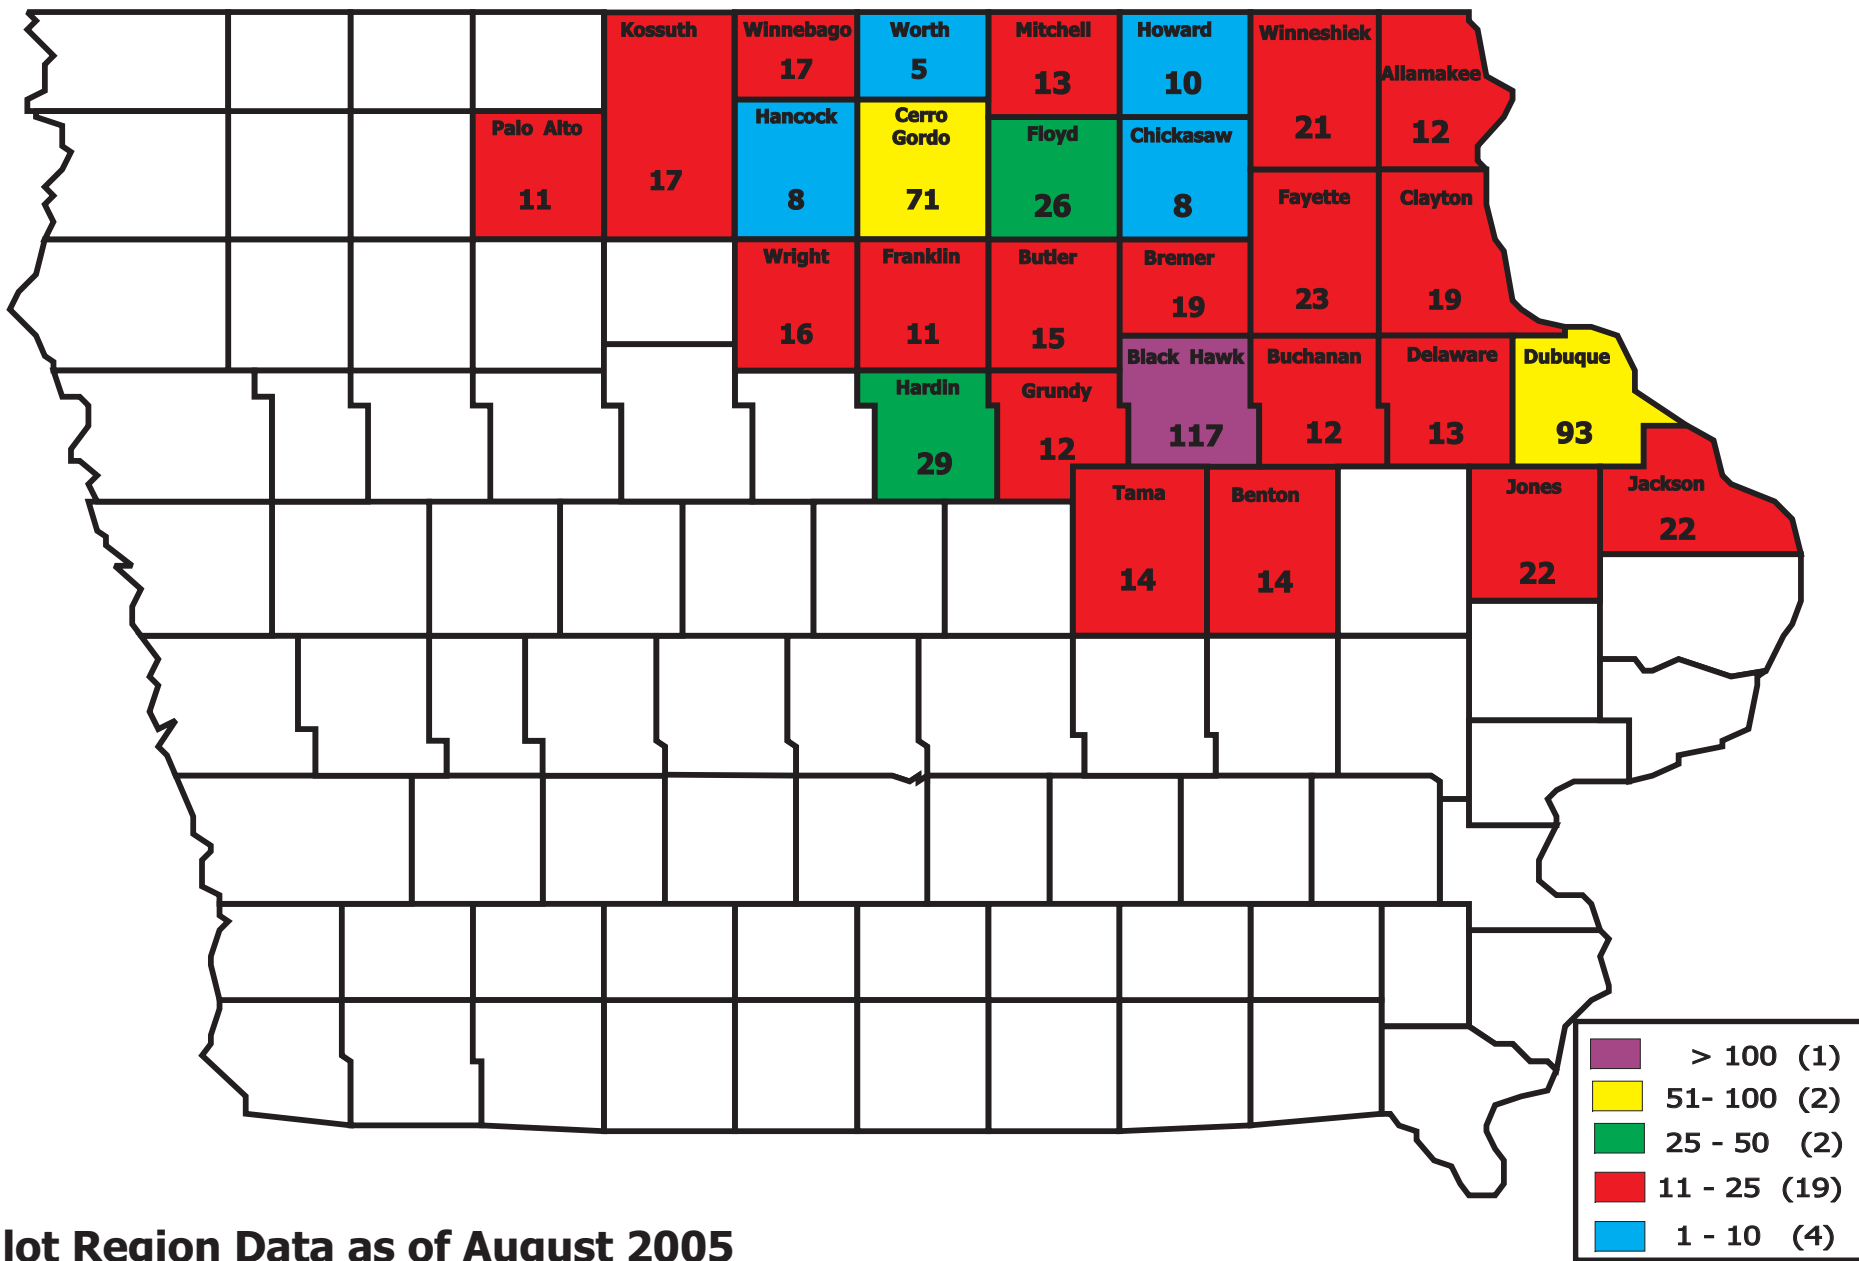 Kossuth
17
Winnebago
17
Worth
5
Mitchell
13
Howard
10
Winneshiek
21
Allamakee
12
Palo Alto
11
Hancock
8
Cerro
Gordo
71
Floyd
26
Chickasaw
8
Fayette
23
Clayton
19
Wright
16
Franklin
11
Butler
15
Bremer
19
Black Hawk
117
Buchanan
12
Delaware
13
Dubuque
93
Hardin
29
Grundy
12
Tama
14
Benton
14
Jones
22
Jackson
22
> 100 (1)
51- 100 (2)
25 - 50 (2)
11 - 25 (19)
1 - 10 (4)
lot Region Data as of August 2005